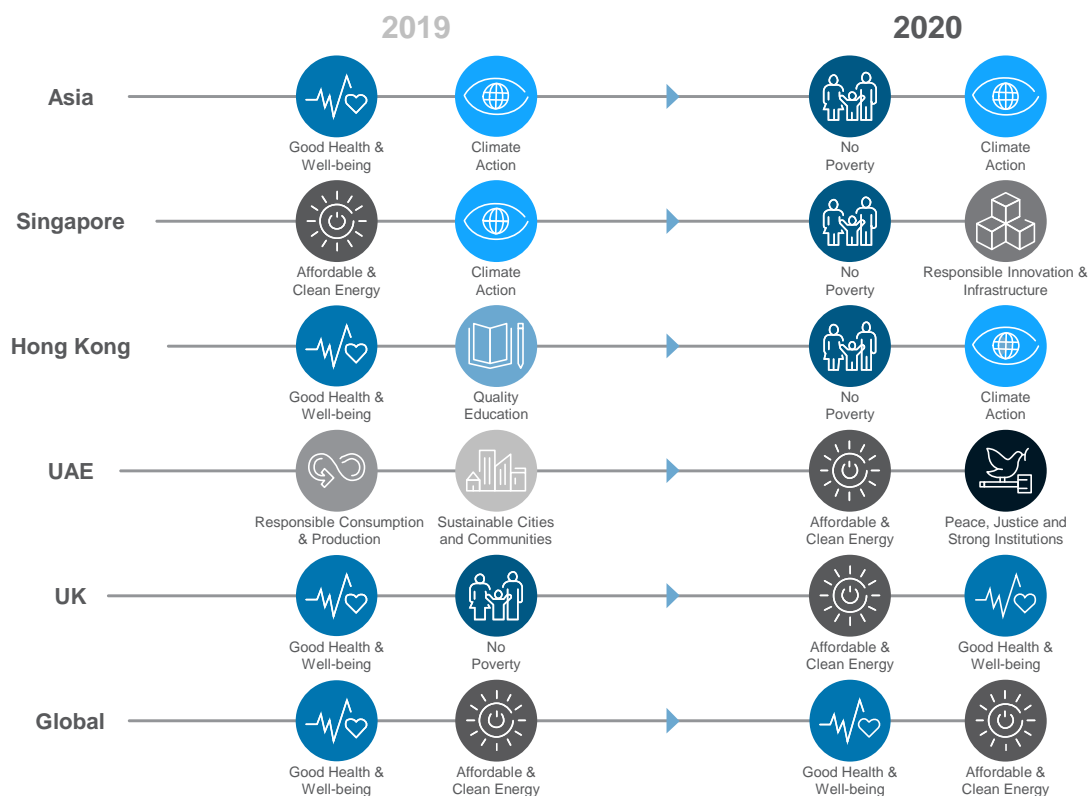 2019
2020
Asia
Good Health &
Well-being
Climate
Action
No
Poverty
Climate
Action
Singapore
Affordable &
Clean Energy
Climate
Action
No
Poverty
Responsible Innovation &
Infrastructure
Hong Kong
Good Health &
Well-being
Quality
Education
No
Poverty
Climate
Action
UAE
Responsible Consumption
& Production
Sustainable Cities
and Communities
Affordable &
Clean Energy
Peace, Justice and
Strong Institutions
UK
Good Health &
Well-being
No
Poverty
Affordable &
Clean Energy
Good Health &
Well-being
Global
Good Health &
Well-being
Affordable &
Clean Energy
Good Health &
Well-being
Affordable &
Clean Energy